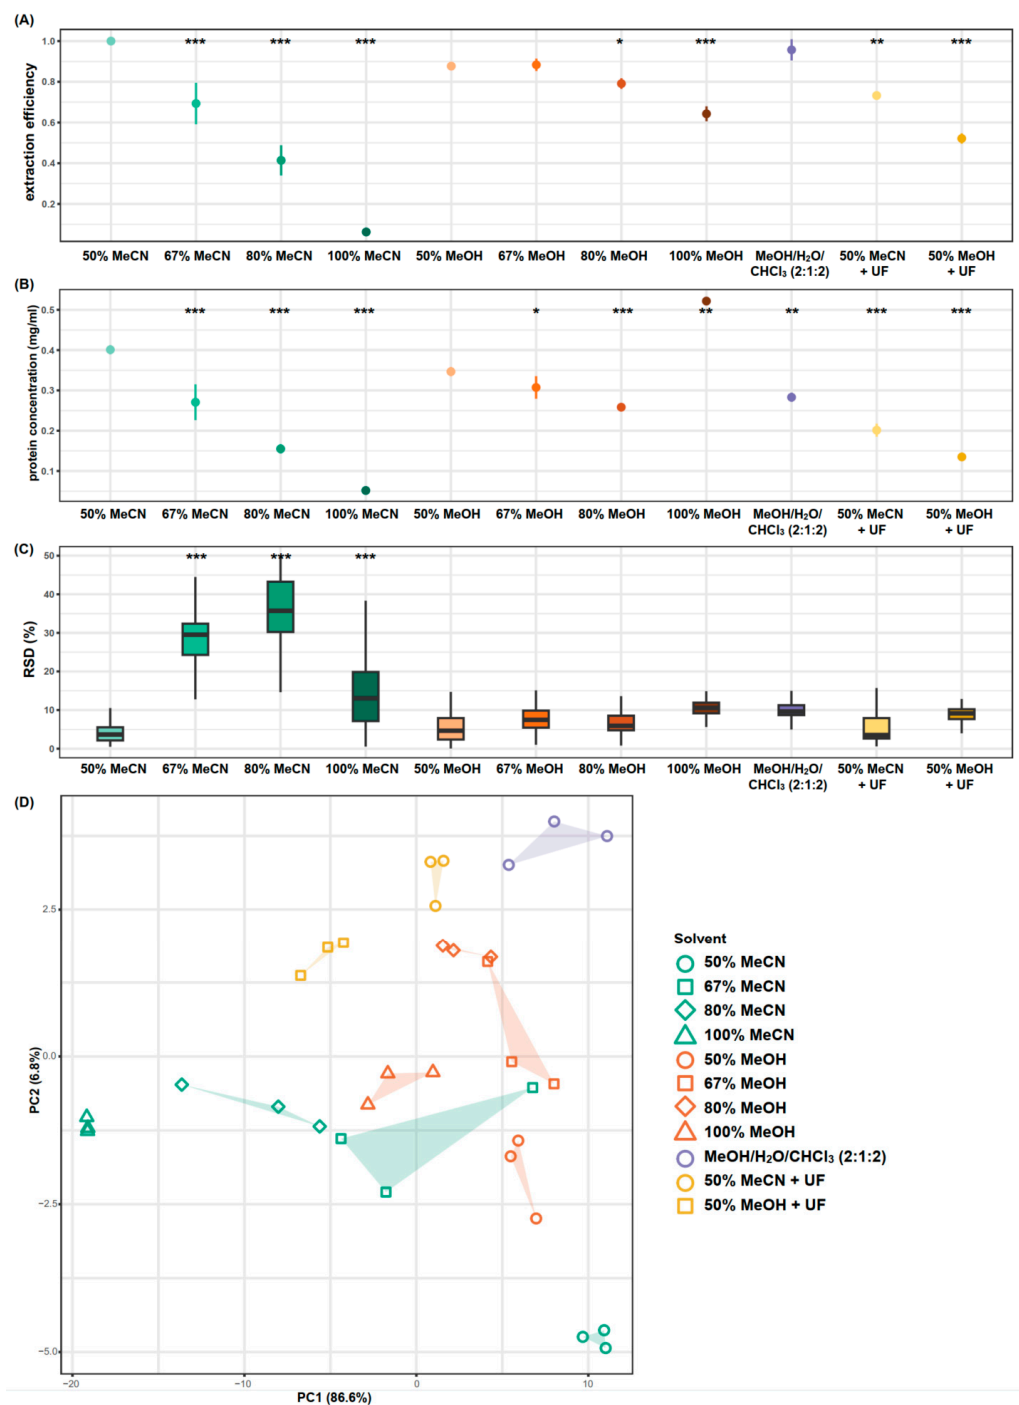 (A)
extraction efficiency
1.0
0.8
0.6
0.4
0.2
*** *** *** * *** ** ***
50% MeCN 67% MeCN 80% MeCN 100% MeCN 50% MeOH 67% MeOH 80% MeOH 100% MeOH MeOH/H₂O/ 50% MeCN 50% MeOH
CHCl₃ (2:1:2) + UF + UF
(B)
protein concentration (mg/ml)
0.5
0.4
0.3
0.2
0.1
*** *** *** * *** ** ** *** ***
50% MeCN 67% MeCN 80% MeCN 100% MeCN 50% MeOH 67% MeOH 80% MeOH 100% MeOH MeOH/H₂O/ 50% MeCN 50% MeOH
CHCl₃ (2:1:2) + UF + UF
(C)
RSD (%)
50
40
30
20
10
0
*** *** ***
50% MeCN 67% MeCN 80% MeCN 100% MeCN 50% MeOH 67% MeOH 80% MeOH 100% MeOH MeOH/H₂O/ 50% MeCN 50% MeOH
CHCl₃ (2:1:2) + UF + UF
(D)
PC2 (6.8%)
2.5
0.0
−2.5
−5.0
−20 −10 0 10
PC1 (86.6%)
Solvent
50% MeCN
67% MeCN
80% MeCN
100% MeCN
50% MeOH
67% MeOH
80% MeOH
100% MeOH
MeOH/H₂O/CHCl₃ (2:1:2)
50% MeCN + UF
50% MeOH + UF